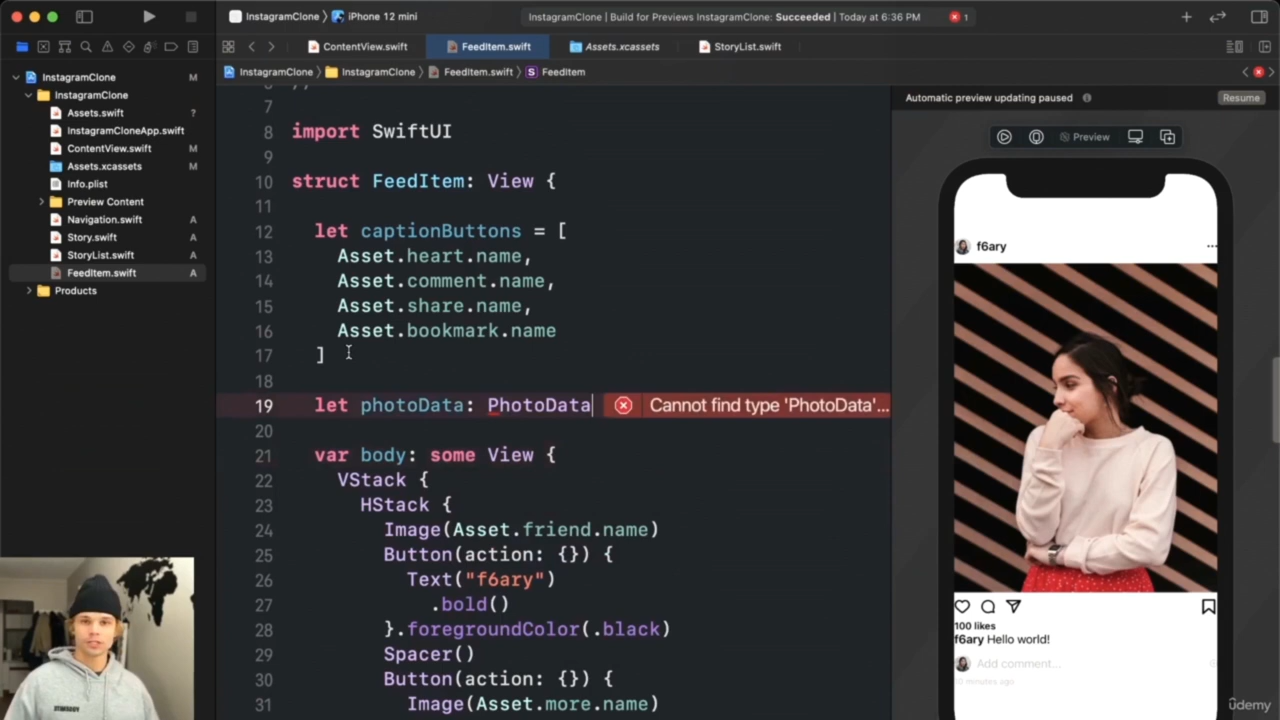 InstagramClone 〉 iPhone 12 mini
InstagramClone | Build for Previews InstagramClone: Succeeded | Today at 6:36 PM
1
ContentView.swift
FeedItem.swift
Assets.xcassets
StoryList.swift
InstagramClone 〉 InstagramClone 〉 FeedItem.swift 〉 S FeedItem
InstagramClone M
InstagramClone
Assets.swift ?
InstagramCloneApp.swift
ContentView.swift M
Assets.xcassets M
Info.plist
Preview Content
Navigation.swift A
Story.swift A
StoryList.swift A
FeedItem.swift A
Products
7
8 import SwiftUI
9
10 struct FeedItem: View {
11
12 let captionButtons = [
13 Asset.heart.name,
14 Asset.comment.name,
15 Asset.share.name,
16 Asset.bookmark.name
17 ]
18
19 let photoData: PhotoData Cannot find type 'PhotoData'...
20
21 var body: some View {
22 VStack {
23 HStack {
24 Image(Asset.friend.name)
25 Button(action: {}) {
26 Text("f6ary")
27 .bold()
28 }.foregroundColor(.black)
29 Spacer()
30 Button(action: {}) {
31 Image(Asset.more.name)
Automatic preview updating paused
Resume
Preview
f6ary
100 likes
f6ary Hello world!
Add comment...
10 minutes ago
ûdemy